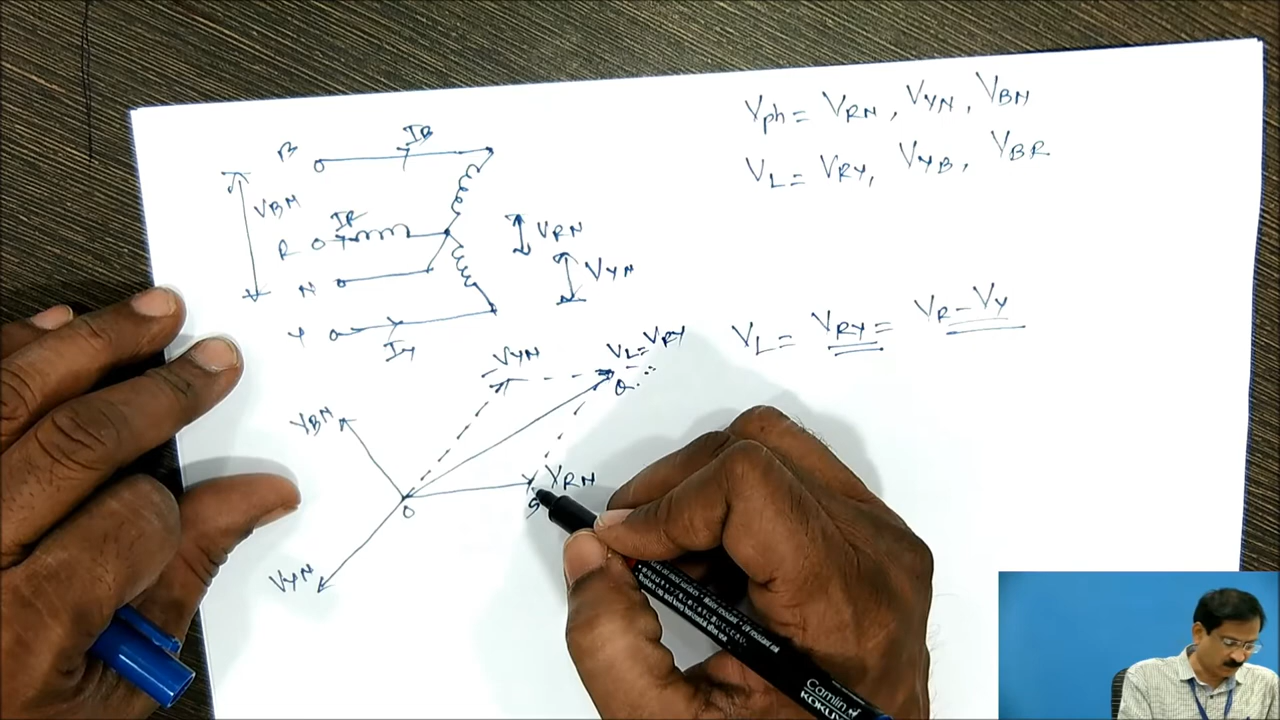 Vph = VRN, VYN, VBN
VL = VRY, VYB, VBR
B
IB
VBN
IR
R
VRN
N
VYN
Y
IY
VL = VRY = VR - VY
VYN
VL = VRY
Q
VBN
VRN
O
S
VYN
Camlin
KOKUYO